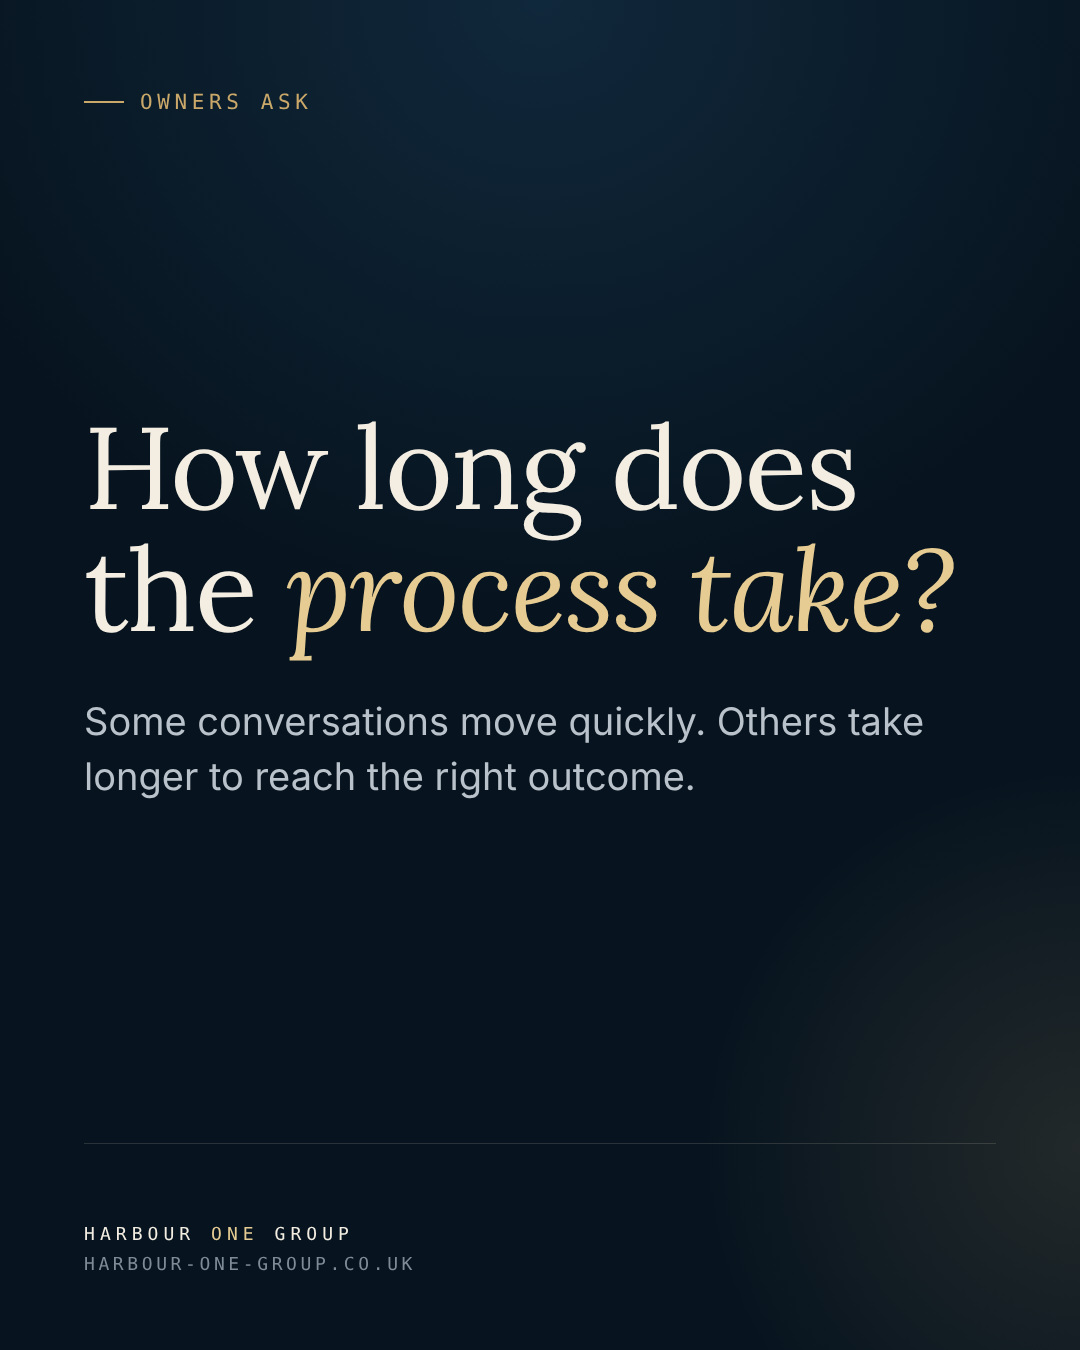 OWNERS ASK
How long does
the process take?
Some conversations move quickly. Others take
longer to reach the right outcome.
HARBOUR ONE GROUP
HARBOUR-ONE-GROUP.CO.UK